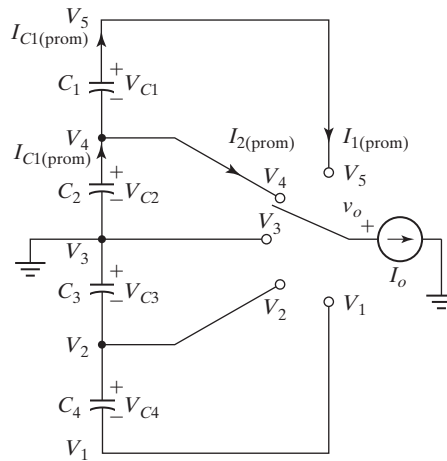 V5
IC1(prom)
+
C1
VC1
−
I2(prom)
I1(prom)
V4
IC1(prom)
V4
V5
+
C2
VC2
−
V3
vo
+
V3
Io
+
C3
VC3
−
V2
V1
V2
+
C4
VC4
−
V1